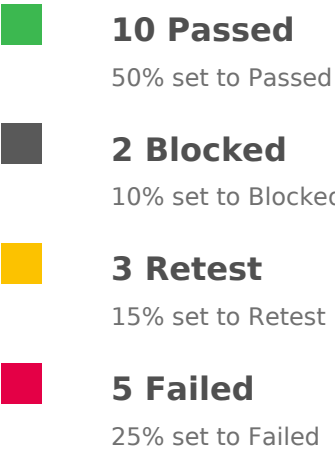 10 Passed
50% set to Passed
2 Blocked
10% set to Blocked
3 Retest
15% set to Retest
5 Failed
25% set to Failed